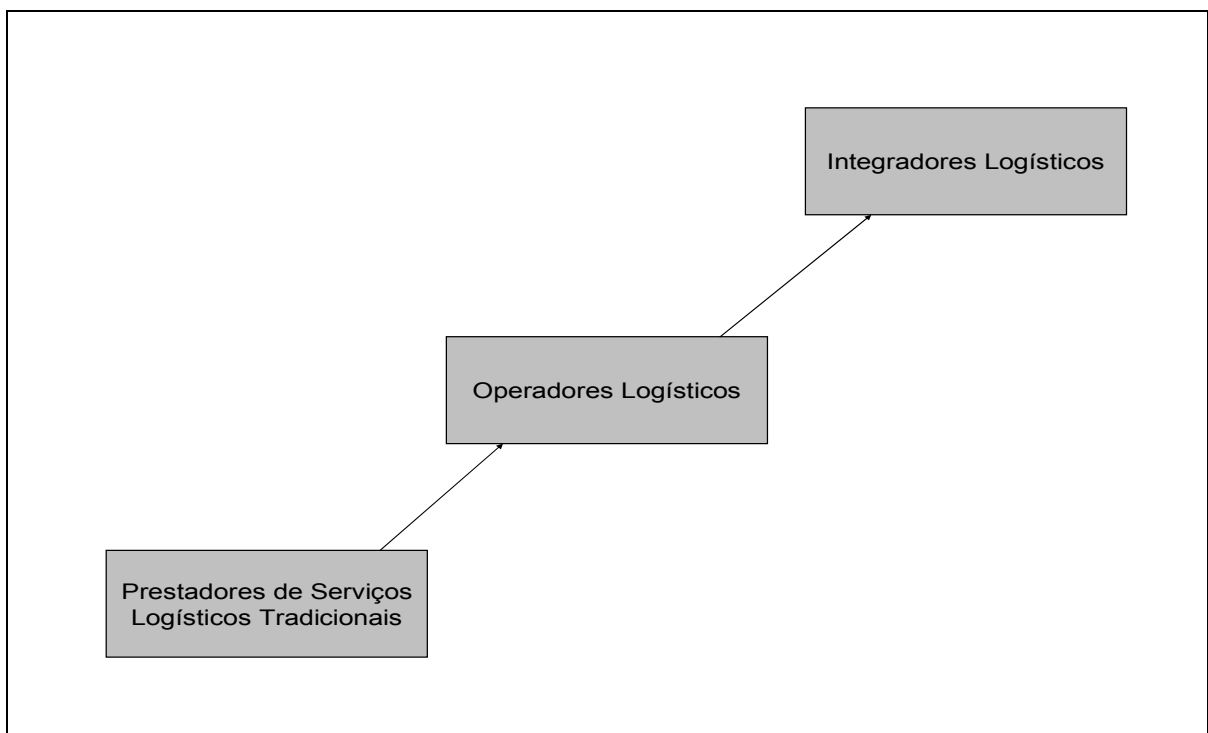 Integradores Logísticos
Operadores Logísticos
Prestadores de Serviços
Logísticos Tradicionais